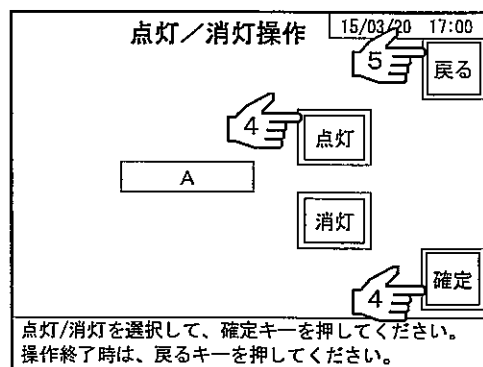 点灯／消灯操作
15/03/20 17:00
5
戻る
4
点灯
A
消灯
4
確定
点灯/消灯を選択して、確定キーを押してください。
操作終了時は、戻るキーを押してください。